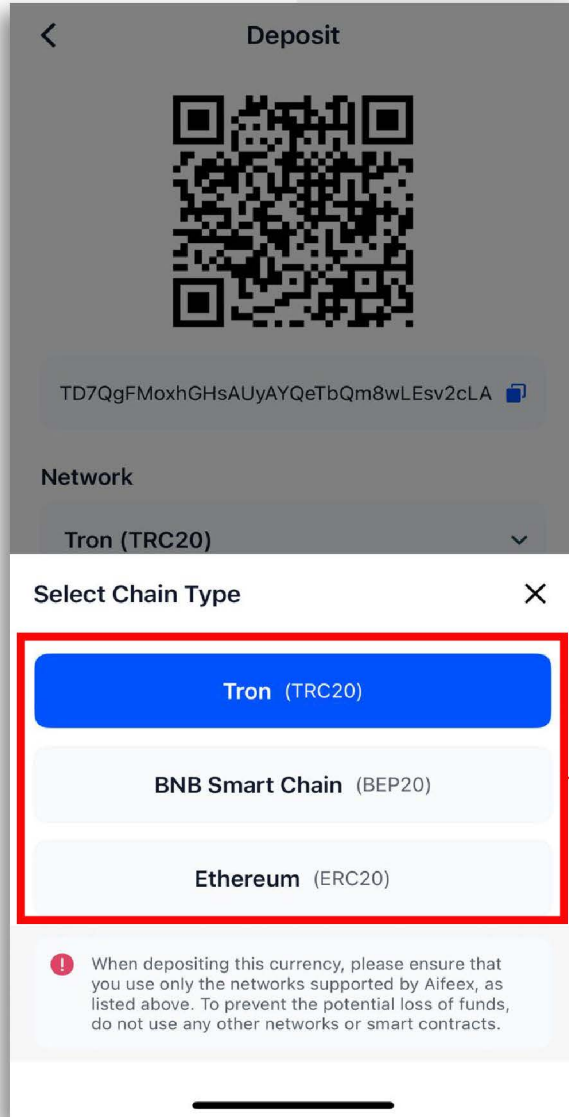 Deposit
TD7QgFMoxhGHsAUyAYQeTbQm8wLEsv2cLA
Network
Tron (TRC20)
Select Chain Type
Tron (TRC20)
BNB Smart Chain (BEP20)
Ethereum (ERC20)
When depositing this currency, please ensure that
you use only the networks supported by Aifeex, as
listed above. To prevent the potential loss of funds,
do not use any other networks or smart contracts.